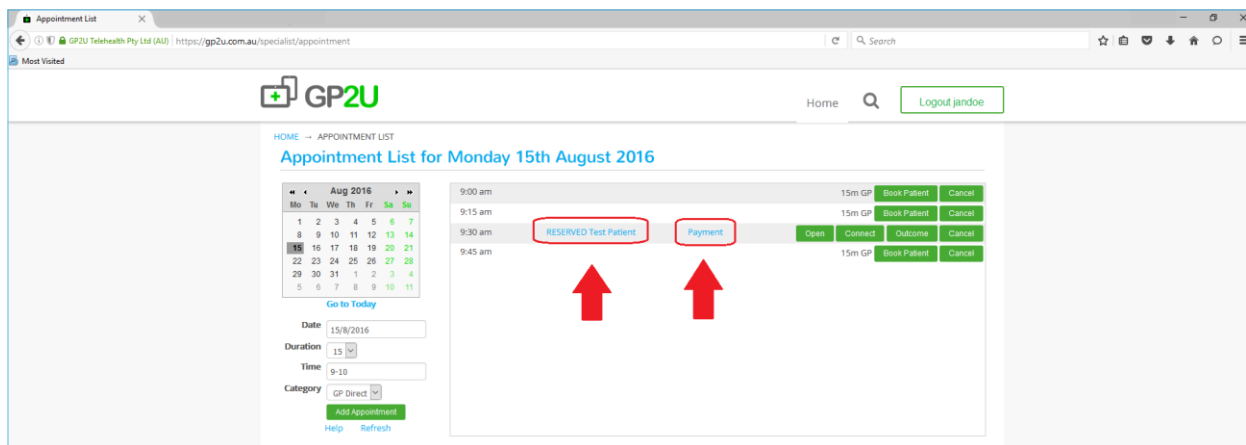 Appointment List
GP2U Telehealth Pty Ltd (AU) https://gp2u.com.au/specialist/appointment
Search
Most Visited
GP2U
Home
Logout jandoe
HOME → APPOINTMENT LIST
Appointment List for Monday 15th August 2016
Aug 2016
Mo Tu We Th Fr Sa Su
1 2 3 4 5 6 7
8 9 10 11 12 13 14
15 16 17 18 19 20 21
22 23 24 25 26 27 28
29 30 31 1 2 3 4
5 6 7 8 9 10 11
Go to Today
Date 15/8/2016
Duration 15
Time 9-10
Category GP Direct
Add Appointment
Help Refresh
9:00 am 15m GP Book Patient Cancel
9:15 am 15m GP Book Patient Cancel
9:30 am RESERVED Test Patient Payment Open Connect Outcome Cancel
9:45 am 15m GP Book Patient Cancel